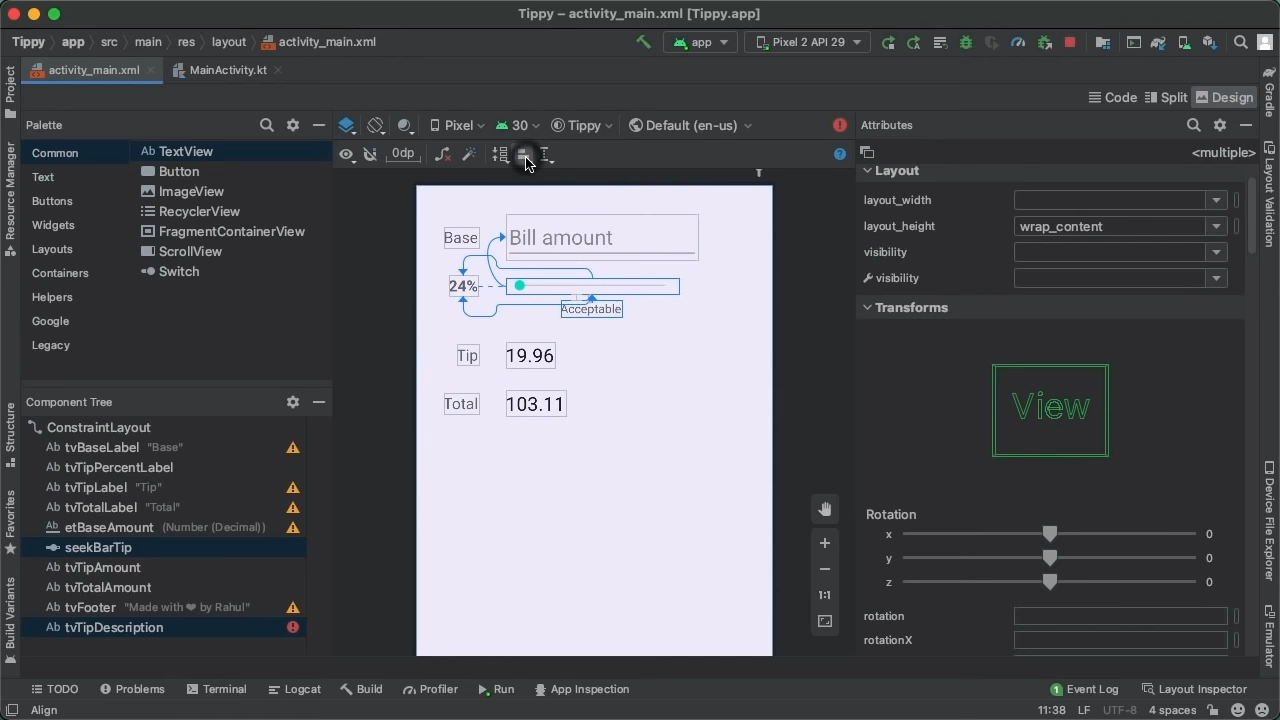 Tippy – activity_main.xml [Tippy.app]
Tippy app src main res layout activity_main.xml
app Pixel 2 API 29
activity_main.xml MainActivity.kt
Code Split Design
Palette
Pixel 30 Tippy Default (en-us)
Attributes
0dp
<multiple>
Common
Text
Buttons
Widgets
Layouts
Containers
Helpers
Google
Legacy
Ab TextView
Button
ImageView
RecyclerView
FragmentContainerView
ScrollView
Switch
Component Tree
ConstraintLayout
Ab tvBaseLabel "Base"
Ab tvTipPercentLabel
Ab tvTipLabel "Tip"
Ab tvTotalLabel "Total"
Ab etBaseAmount (Number (Decimal))
seekBarTip
Ab tvTipAmount
Ab tvTotalAmount
Ab tvFooter "Made with ❤ by Rahul"
Ab tvTipDescription
Base Bill amount
24%
Acceptable
Tip 19.96
Total 103.11
1:1
Layout
layout_width
layout_height wrap_content
visibility
visibility
Transforms
View
Rotation
x 0
y 0
z 0
rotation
rotationX
Project
Resource Manager
Structure
Favorites
Build Variants
Gradle
Layout Validation
Device File Explorer
Emulator
TODO Problems Terminal Logcat Build Profiler Run App Inspection 1 Event Log Layout Inspector
Align 11:38 LF UTF-8 4 spaces